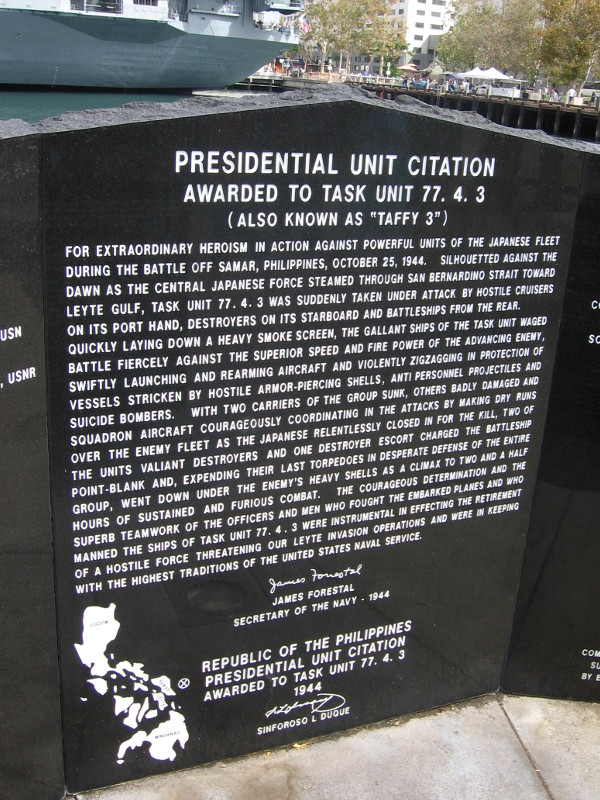 PRESIDENTIAL UNIT CITATION
AWARDED TO TASK UNIT 77. 4. 3
(ALSO KNOWN AS "TAFFY 3")
FOR EXTRAORDINARY HEROISM IN ACTION AGAINST POWERFUL UNITS OF THE JAPANESE FLEET
DURING THE BATTLE OFF SAMAR, PHILIPPINES, OCTOBER 25, 1944. SILHOUETTED AGAINST THE
DAWN AS THE CENTRAL JAPANESE FORCE STEAMED THROUGH SAN BERNARDINO STRAIT TOWARD
LEYTE GULF, TASK UNIT 77. 4. 3 WAS SUDDENLY TAKEN UNDER ATTACK BY HOSTILE CRUISERS
ON ITS PORT HAND, DESTROYERS ON ITS STARBOARD AND BATTLESHIPS FROM THE REAR.
QUICKLY LAYING DOWN A HEAVY SMOKE SCREEN, THE GALLANT SHIPS OF THE TASK UNIT WAGED
BATTLE FIERCELY AGAINST THE SUPERIOR SPEED AND FIRE POWER OF THE ADVANCING ENEMY,
SWIFTLY LAUNCHING AND REARMING AIRCRAFT AND VIOLENTLY ZIGZAGGING IN PROTECTION OF
VESSELS STRICKEN BY HOSTILE ARMOR-PIERCING SHELLS, ANTI PERSONNEL PROJECTILES AND
SUICIDE BOMBERS. WITH TWO CARRIERS OF THE GROUP SUNK, OTHERS BADLY DAMAGED AND
SQUADRON AIRCRAFT COURAGEOUSLY COORDINATING IN THE ATTACKS BY MAKING DRY RUNS
OVER THE ENEMY FLEET AS THE JAPANESE RELENTLESSLY CLOSED IN FOR THE KILL, TWO OF
THE UNITS VALIANT DESTROYERS AND ONE DESTROYER ESCORT CHARGED THE BATTLESHIP
POINT-BLANK AND, EXPENDING THEIR LAST TORPEDOES IN DESPERATE DEFENSE OF THE ENTIRE
GROUP, WENT DOWN UNDER THE ENEMY'S HEAVY SHELLS AS A CLIMAX TO TWO AND A HALF
HOURS OF SUSTAINED AND FURIOUS COMBAT. THE COURAGEOUS DETERMINATION AND THE
SUPERB TEAMWORK OF THE OFFICERS AND MEN WHO FOUGHT THE EMBARKED PLANES AND WHO
MANNED THE SHIPS OF TASK UNIT 77. 4 . 3 WERE INSTRUMENTAL IN EFFECTING THE RETIREMENT
OF A HOSTILE FORCE THREATENING OUR LEYTE INVASION OPERATIONS AND WERE IN KEEPING
WITH THE HIGHEST TRADITIONS OF THE UNITED STATES NAVAL SERVICE.
James Forestal
JAMES FORESTAL
SECRETARY OF THE NAVY - 1944
REPUBLIC OF THE PHILIPPINES
PRESIDENTIAL UNIT CITATION
AWARDED TO TASK UNIT 77. 4. 3
1944
SINFOROSO L DUQUE
LUZON
MINDANAO
USN
, USNR
CO
SO
COM
SU
BY E